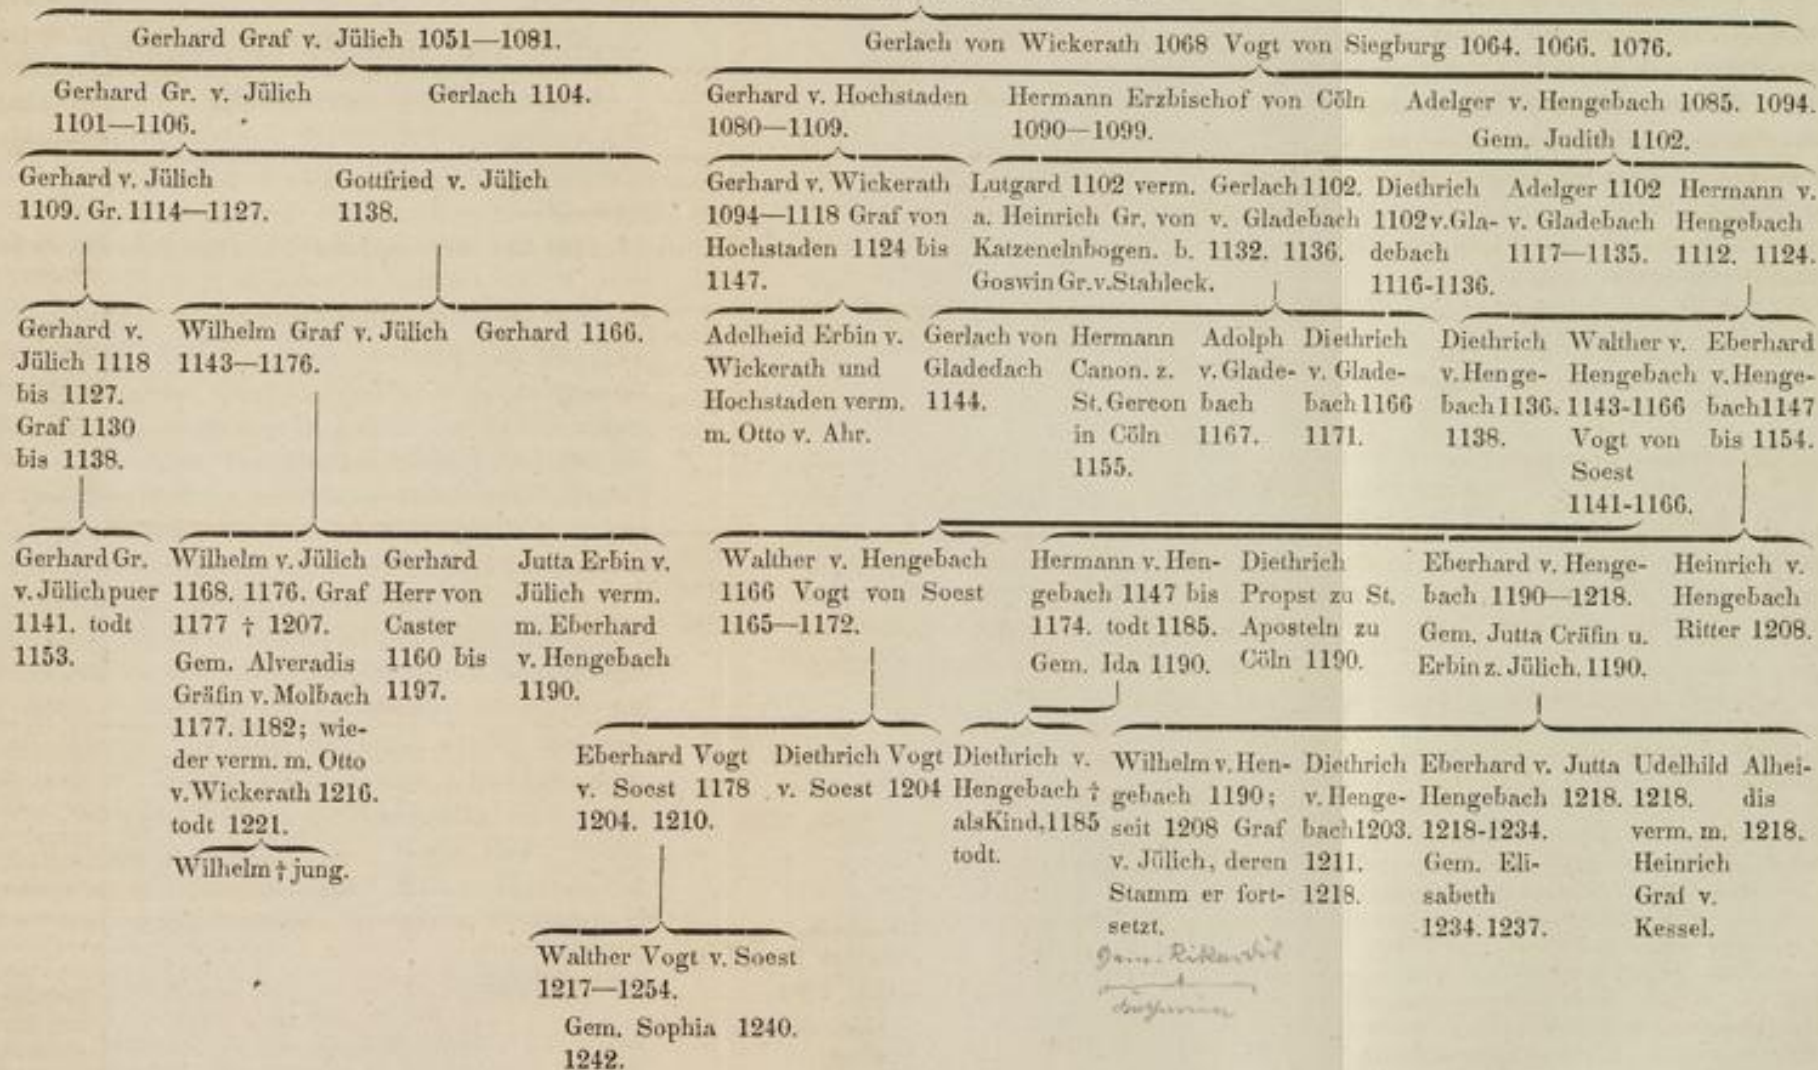 Gerhard Graf v. Jülich 1051—1081.
Gerlach von Wickerath 1068 Vogt von Siegburg 1064. 1066. 1076.
Gerhard Gr. v. Jülich
1101—1106.
Gerlach 1104.
Gerhard v. Hochstaden
1080—1109.
Hermann Erzbischof von Cöln
1090—1099.
Adelger v. Hengebach 1085. 1094.
Gem. Judith 1102.
Gerhard v. Jülich
1109. Gr. 1114—1127.
Gottfried v. Jülich
1138.
Gerhard v. Wickerath
1094—1118 Graf von
Hochstaden 1124 bis
1147.
Lutgard 1102 verm.
a. Heinrich Gr. von
Katzenelnbogen. b.
Goswin Gr. v. Stahleck.
Gerlach 1102.
v. Gladebach
1132. 1136.
Diethrich
1102 v. Gla-
debach
1116-1136.
Adelger 1102
v. Gladebach
1117—1135.
Hermann v.
Hengebach
1112. 1124.
Gerhard v.
Jülich 1118
bis 1127.
Graf 1130
bis 1138.
Wilhelm Graf v. Jülich
1143—1176.
Gerhard 1166.
Adelheid Erbin v.
Wickerath und
Hochstaden verm.
m. Otto v. Ahr.
Gerlach von
Gladedach
1144.
Hermann
Canon. z.
St. Gereon
in Cöln
1155.
Adolph
v. Glade-
bach
1167.
Diethrich
v. Glade-
bach 1166
1171.
Diethrich
v. Henge-
bach 1136.
1138.
Walther v.
Hengebach
1143-1166
Vogt von
Soest
1141-1166.
Eberhard
v. Henge-
bach 1147
bis 1154.
Gerhard Gr.
v. Jülich puer
1141. todt
1153.
Wilhelm v. Jülich
1168. 1176. Graf
1177 † 1207.
Gem. Alveradis
Gräfin v. Molbach
1177. 1182; wie-
der verm. m. Otto
v. Wickerath 1216.
todt 1221.
Wilhelm † jung.
Gerhard
Herr von
Caster
1160 bis
1197.
Jutta Erbin v.
Jülich verm.
m. Eberhard
v. Hengebach
1190.
Walther v. Hengebach
1166 Vogt von Soest
1165—1172.
Hermann v. Hen-
gebach 1147 bis
1174. todt 1185.
Gem. Ida 1190.
Diethrich
Propst zu St.
Aposteln zu
Cöln 1190.
Eberhard v. Henge-
bach 1190—1218.
Gem. Jutta Cräfin u.
Erbin z. Jülich. 1190.
Heinrich v.
Hengebach
Ritter 1208.
Eberhard Vogt
v. Soest 1178
1204. 1210.
Diethrich Vogt
v. Soest 1204
Diethrich v.
Hengebach †
als Kind, 1185
todt.
Wilhelm v. Hen-
gebach 1190;
seit 1208 Graf
v. Jülich, deren
Stamm er fort-
setzt.
Diethrich
v. Henge-
bach 1203.
1211.
1218.
Eberhard v.
Hengebach
1218-1234.
Gem. Eli-
sabeth
1234. 1237.
Jutta
1218.
Udelhild
1218.
verm. m.
Heinrich
Graf v.
Kessel.
Alhei-
dis
1218.
Gem. Rikardis
Walther Vogt v. Soest
1217—1254.
Gem. Sophia 1240.
1242.